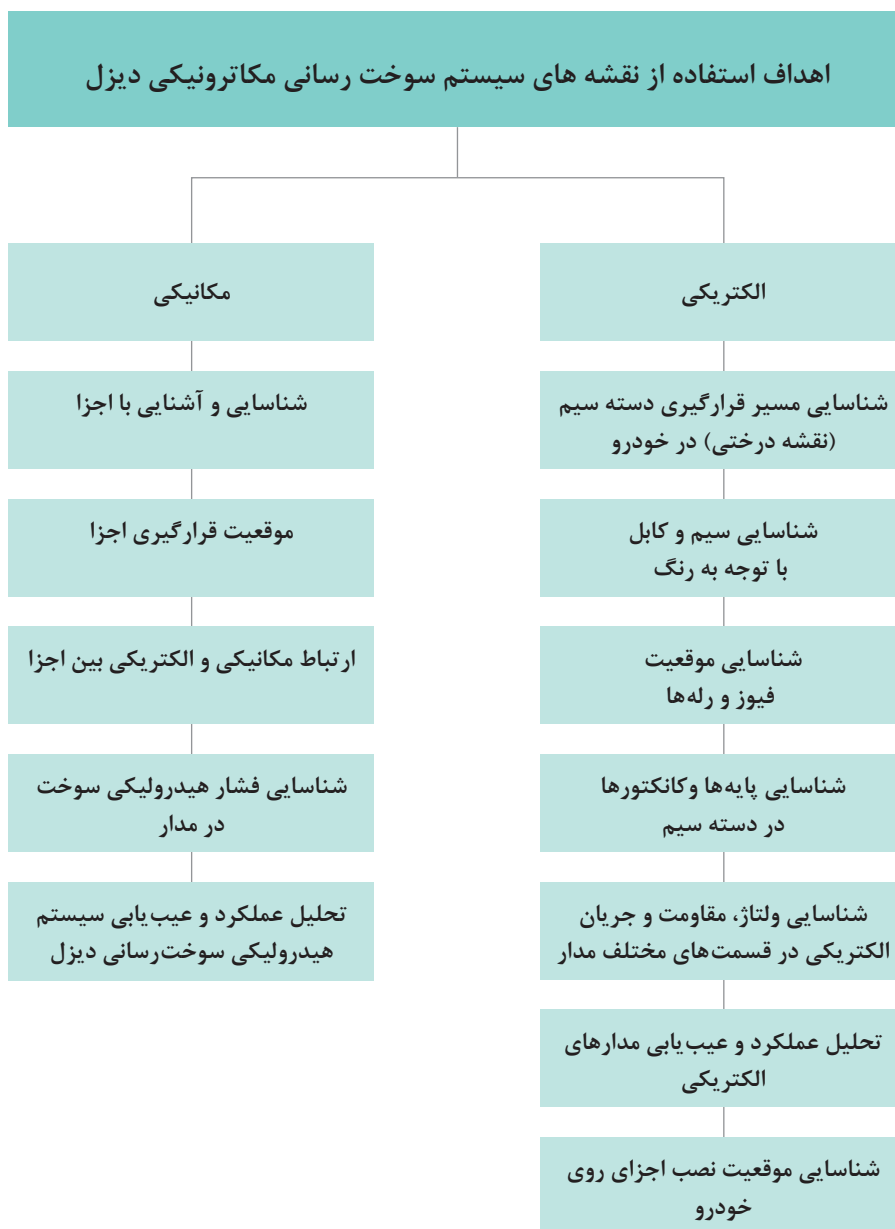 اهداف استفاده از نقشه های سیستم سوخت رسانی مکاترونیکی دیزل
الکتریکی
شناسایی مسیر قرارگیری دسته سیم
(نقشه درختی) در خودرو
شناسایی سیم و کابل
با توجه به رنگ
شناسایی موقعیت
فیوز و رله‌ها
شناسایی پایه‌ها وکانکتورها
در دسته سیم
شناسایی ولتاژ، مقاومت و جریان
الکتریکی در قسمت‌های مختلف مدار
تحلیل عملکرد و عیب‌یابی مدارهای
الکتریکی
شناسایی موقعیت نصب اجزای روی
خودرو
مکانیکی
شناسایی و آشنایی با اجزا
موقعیت قرارگیری اجزا
ارتباط مکانیکی و الکتریکی بین اجزا
شناسایی فشار هیدرولیکی سوخت
در مدار
تحلیل عملکرد و عیب‌یابی سیستم
هیدرولیکی سوخت‌رسانی دیزل